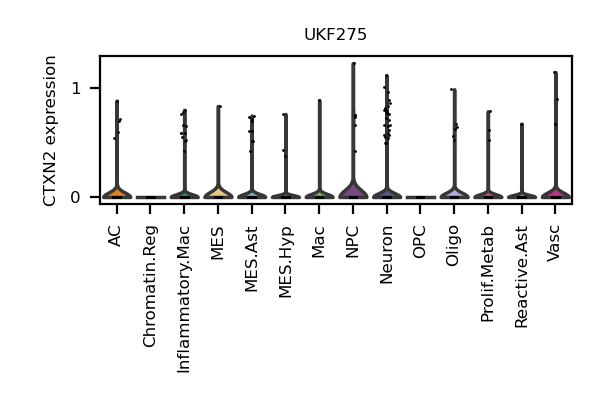 UKF275
CTXN2 expression
1
0
AC
Chromatin.Reg
Inflammatory.Mac
MES
MES.Ast
MES.Hyp
Mac
NPC
Neuron
OPC
Oligo
Prolif.Metab
Reactive.Ast
Vasc